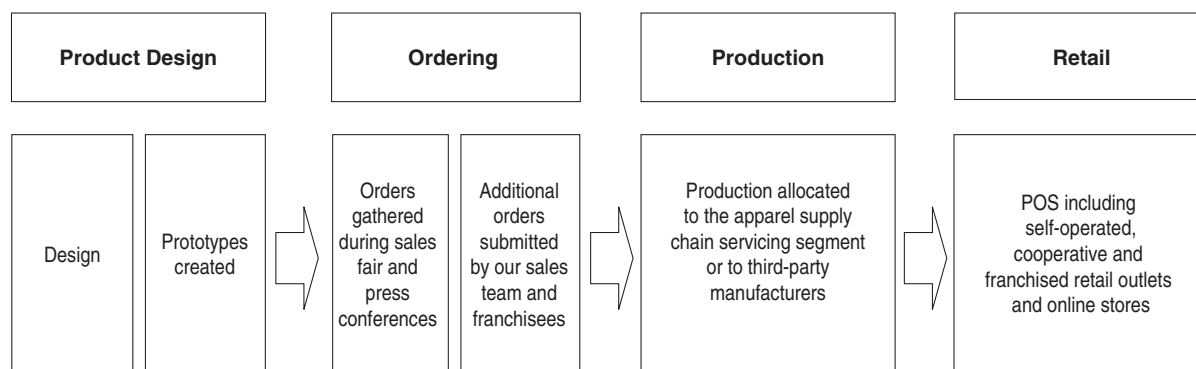 Product Design
Ordering
Production
Retail
Design
Prototypes
created
Orders
gathered
during sales
fair and
press
conferences
Additional
orders
submitted
by our sales
team and
franchisees
Production allocated
to the apparel supply
chain servicing segment
or to third-party
manufacturers
POS including
self-operated,
cooperative and
franchised retail outlets
and online stores